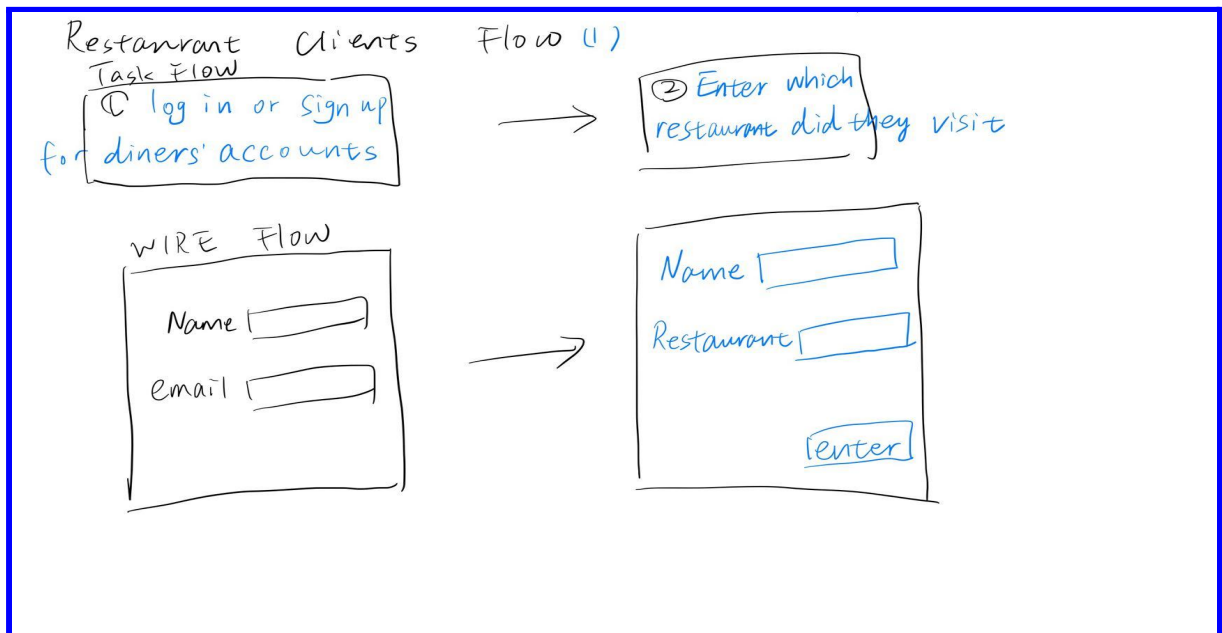 Restaurant Clients Flow (1)
Task Flow
① log in or sign up
for diners' accounts
② Enter which
restaurant did they visit
WIRE Flow
Name
email
Name
Restaurant
enter